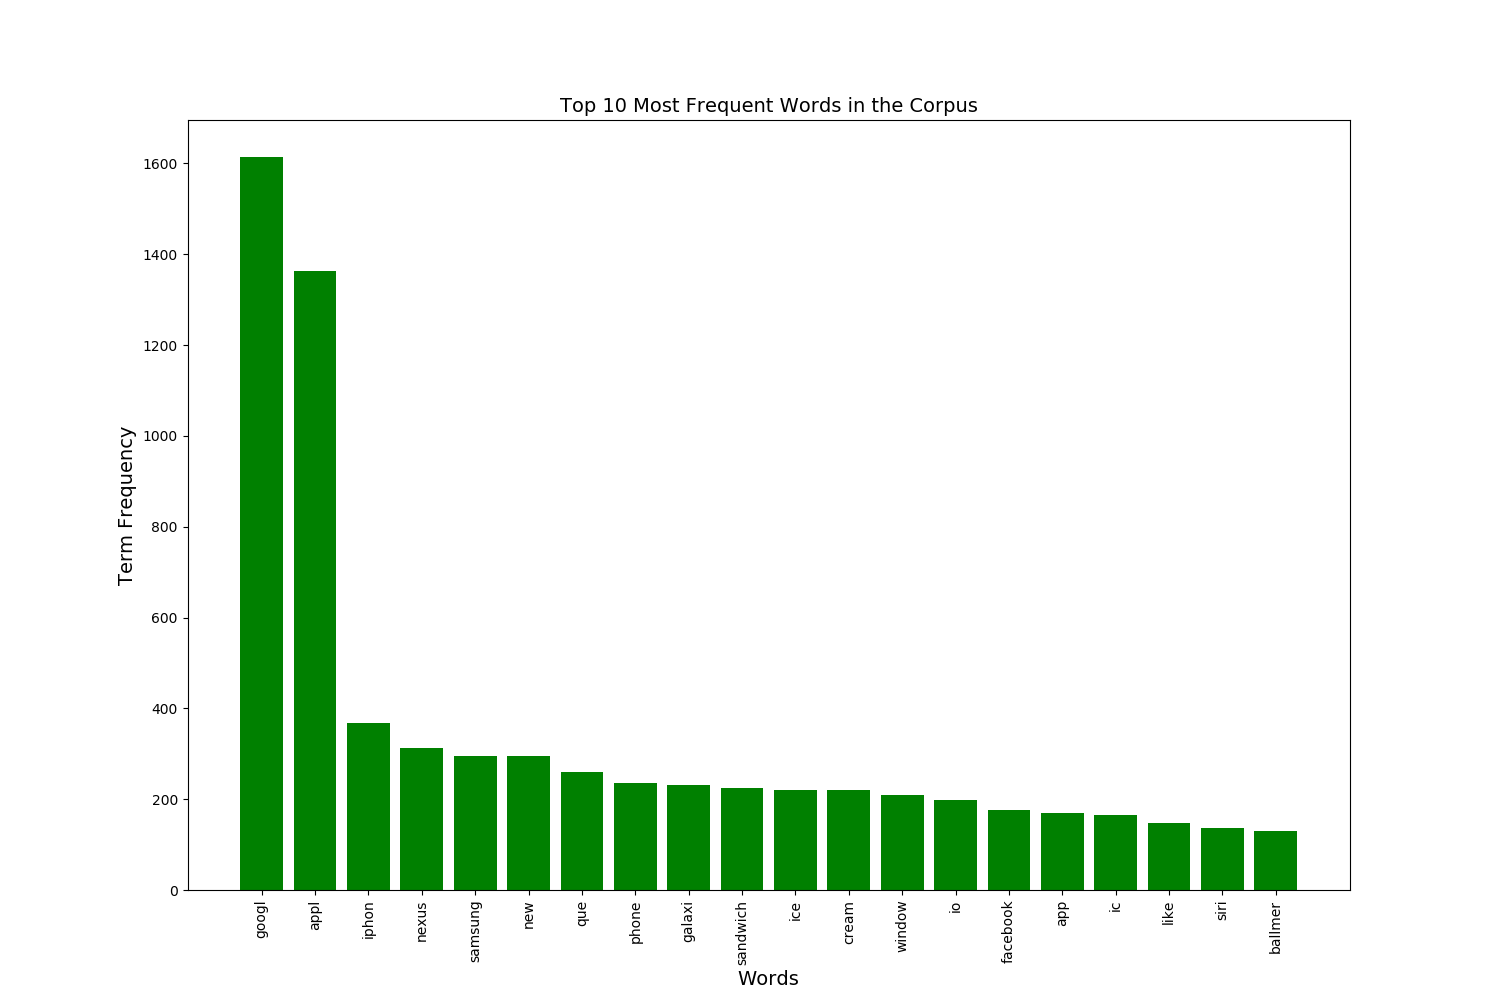 Top 10 Most Frequent Words in the Corpus
1600
1400
1200
1000
800
600
400
200
0
Term Frequency
googl
appl
iphon
nexus
samsung
new
que
phone
galaxi
sandwich
ice
cream
window
io
facebook
app
ic
like
siri
ballmer
Words